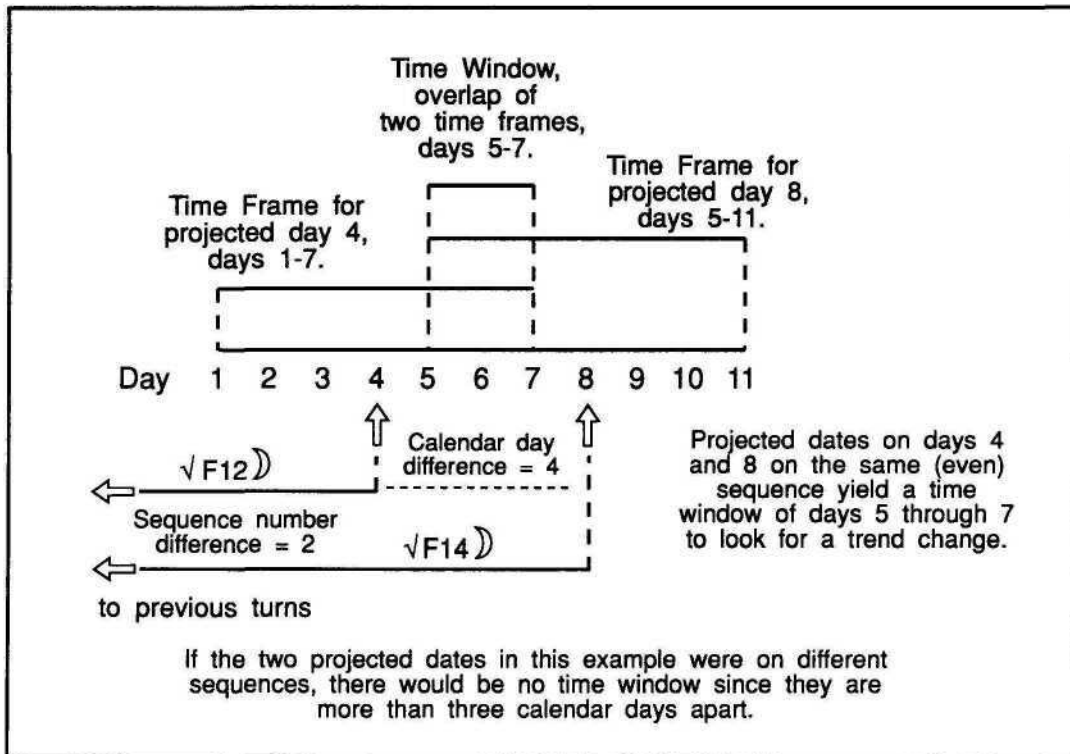 Time Window,
overlap of
two time frames,
days 5-7.
Time Frame for
projected day 8,
days 5-11.
Time Frame for
projected day 4,
days 1-7.
Day 1 2 3 4 5 6 7 8 9 10 11
Calendar day
difference = 4
√F12☽
Sequence number
difference = 2
√F14☽
to previous turns
Projected dates on days 4
and 8 on the same (even)
sequence yield a time
window of days 5 through 7
to look for a trend change.
If the two projected dates in this example were on different
sequences, there would be no time window since they are
more than three calendar days apart.